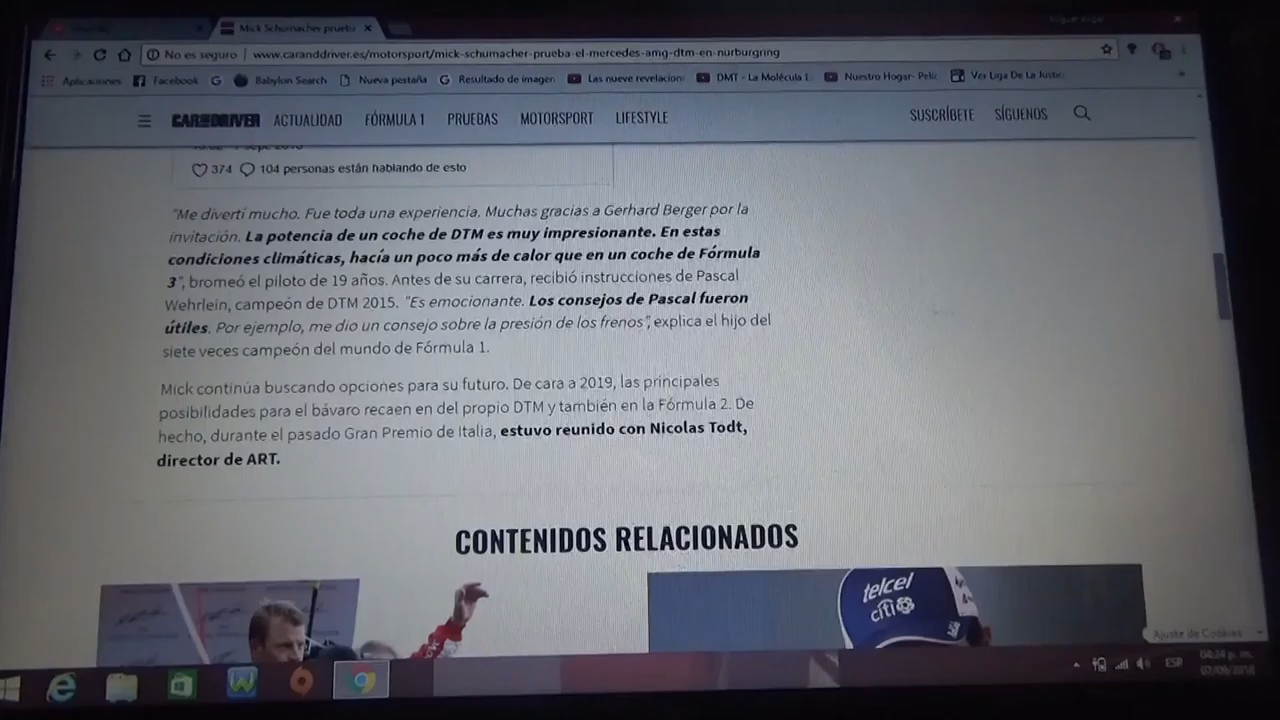 Mick Schumacher prueba
No es seguro www.caranddriver.es/motorsport/mick-schumacher-prueba-el-mercedes-amg-dtm-en-nurburgring
Aplicaciones Facebook Babylon Search Nueva pestaña Resultado de imagen Las nueve revelacion DMT - La Molécula Nuestro Hogar- Pelic Ver Liga De La Justic
CAR AND DRIVER ACTUALIDAD FÓRMULA 1 PRUEBAS MOTORSPORT LIFESTYLE SUSCRÍBETE SÍGUENOS
374 104 personas están hablando de esto
"Me divertí mucho. Fue toda una experiencia. Muchas gracias a Gerhard Berger por la
invitación. La potencia de un coche de DTM es muy impresionante. En estas
condiciones climáticas, hacía un poco más de calor que en un coche de Fórmula
3", bromeó el piloto de 19 años. Antes de su carrera, recibió instrucciones de Pascal
Wehrlein, campeón de DTM 2015. "Es emocionante. Los consejos de Pascal fueron
útiles. Por ejemplo, me dio un consejo sobre la presión de los frenos", explica el hijo del
siete veces campeón del mundo de Fórmula 1.
Mick continúa buscando opciones para su futuro. De cara a 2019, las principales
posibilidades para el bávaro recaen en del propio DTM y también en la Fórmula 2. De
hecho, durante el pasado Gran Premio de Italia, estuvo reunido con Nicolas Todt,
director de ART.
CONTENIDOS RELACIONADOS
telcel
citi
Ajuste de Cookies
ESP
04:24 p. m.
07/09/2018